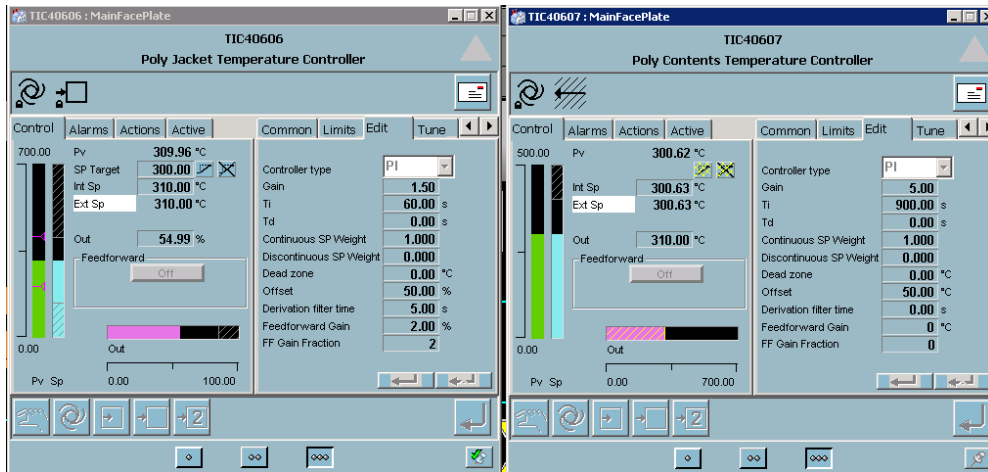 TIC40606 : MainFacePlate
TIC40606
Poly Jacket Temperature Controller
Control Alarms Actions Active
Common Limits Edit Tune
700.00
Pv 309.96 °C
SP Target 300.00
Int Sp 310.00 °C
Ext Sp 310.00 °C
Out 54.99 %
Feedforward
Off
0.00
Out
Pv Sp
0.00 100.00
Controller type PI
Gain 1.50
Ti 60.00 s
Td 0.00 s
Continuous SP Weight 1.000
Discontinuous SP Weight 0.000
Dead zone 0.00 °C
Offset 50.00 %
Derivation filter time 5.00 s
Feedforward Gain 2.00 %
FF Gain Fraction 2
2
TIC40607 : MainFacePlate
TIC40607
Poly Contents Temperature Controller
Control Alarms Actions Active
Common Limits Edit Tune
500.00
Pv 300.62 °C
Int Sp 300.63 °C
Ext Sp 300.63 °C
Out 310.00 °C
Feedforward
Off
0.00
Out
Pv Sp
0.00 700.00
Controller type PI
Gain 5.00
Ti 900.00 s
Td 0.00 s
Continuous SP Weight 1.000
Discontinuous SP Weight 0.000
Dead zone 0.00 °C
Offset 50.00 °C
Derivation filter time 0.00 s
Feedforward Gain 0 °C
FF Gain Fraction 0
2